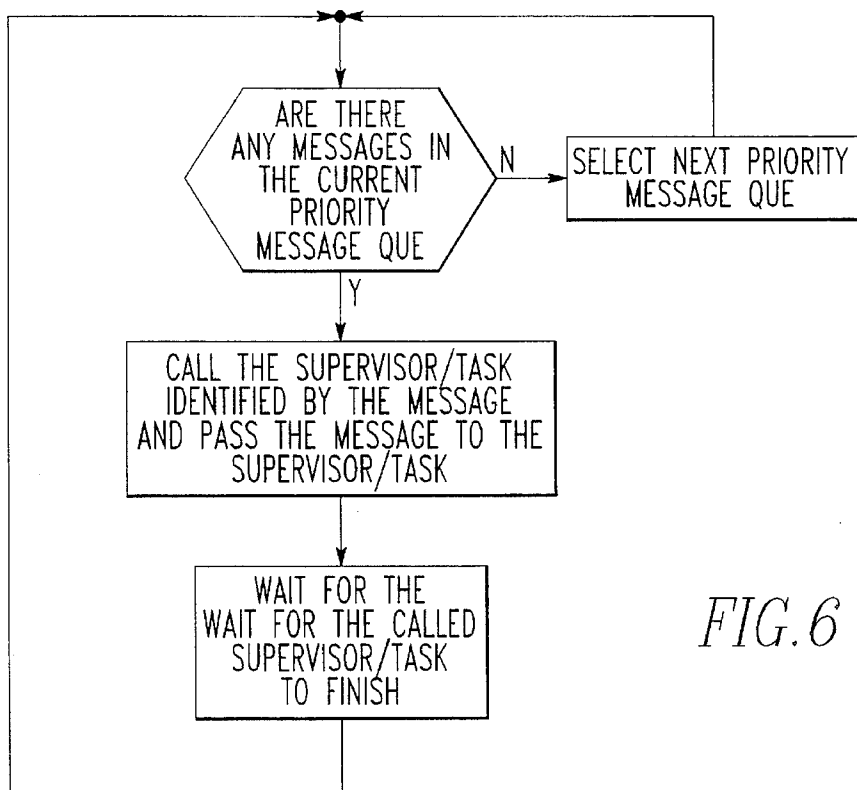 ARE THERE
ANY MESSAGES IN
THE CURRENT
PRIORITY
MESSAGE QUE
N
SELECT NEXT PRIORITY
MESSAGE QUE
Y
CALL THE SUPERVISOR/TASK
IDENTIFIED BY THE MESSAGE
AND PASS THE MESSAGE TO THE
SUPERVISOR/TASK
WAIT FOR THE
WAIT FOR THE CALLED
SUPERVISOR/TASK
TO FINISH
FIG.6